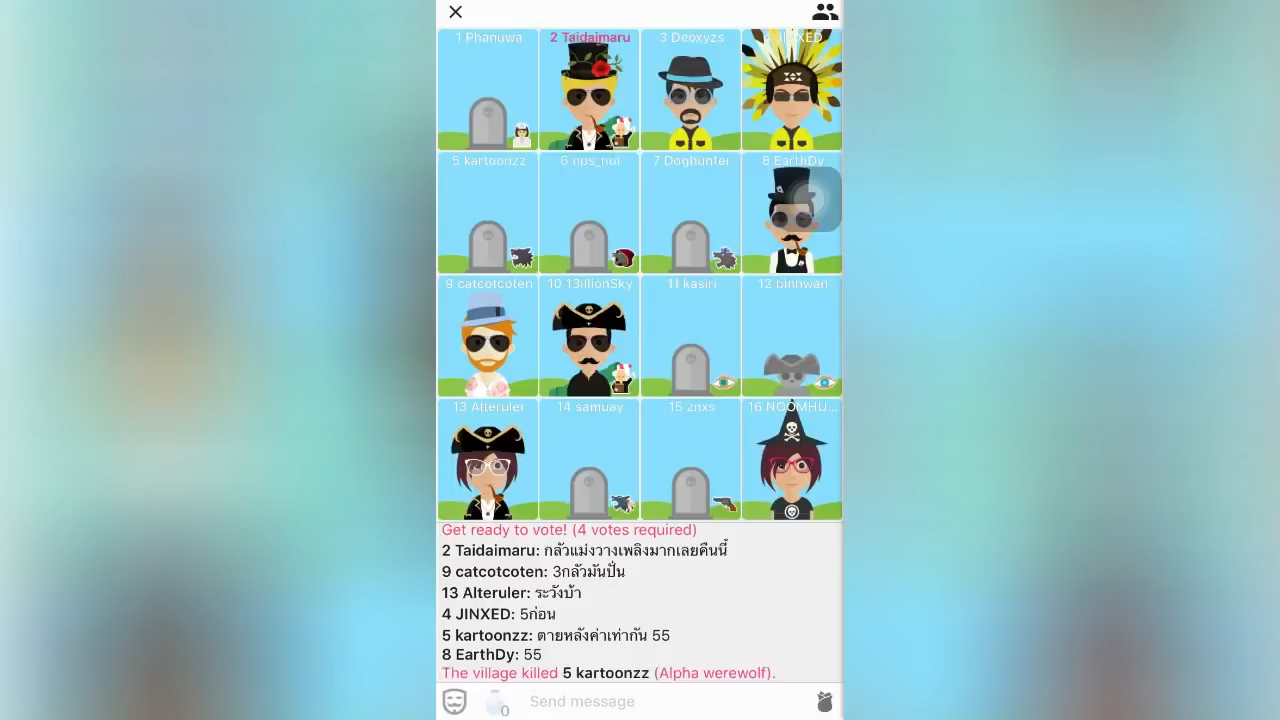 1 Phanuwa
2 Taidaimaru
3 Deoxyzs
4 JINXED
5 kartoonzz
6 nps_nui
7 Doghunter
8 EarthDy
9 catcotcoten
10 13illionSky
11 kasiri
12 binhwan
13 Alteruler
14 samuay
15 znxs
16 NOOMHU...
Get ready to vote! (4 votes required)
2 Taidaimaru: กลัวแม่งวางเพลิงมากเลยคืนนี้
9 catcotcoten: 3กลัวมันปั่น
13 Alteruler: ระวังบ้า
4 JINXED: 5ก่อน
5 kartoonzz: ตายหลังค่าเท่ากัน 55
8 EarthDy: 55
The village killed 5 kartoonzz (Alpha werewolf).
0
Send message